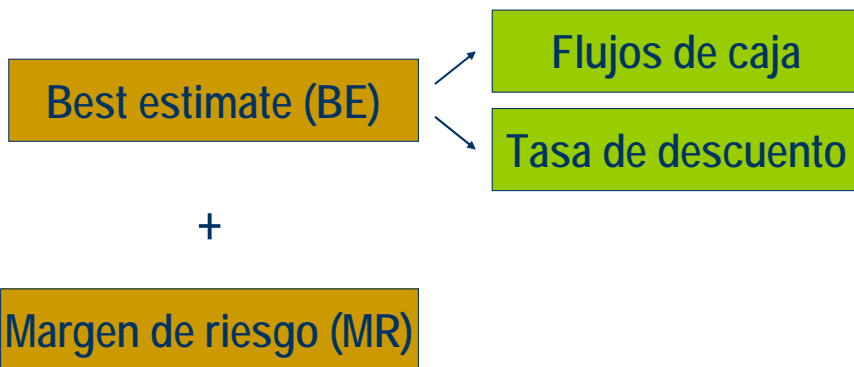 Flujos de caja
Best estimate (BE)
Tasa de descuento
+
Margen de riesgo (MR)